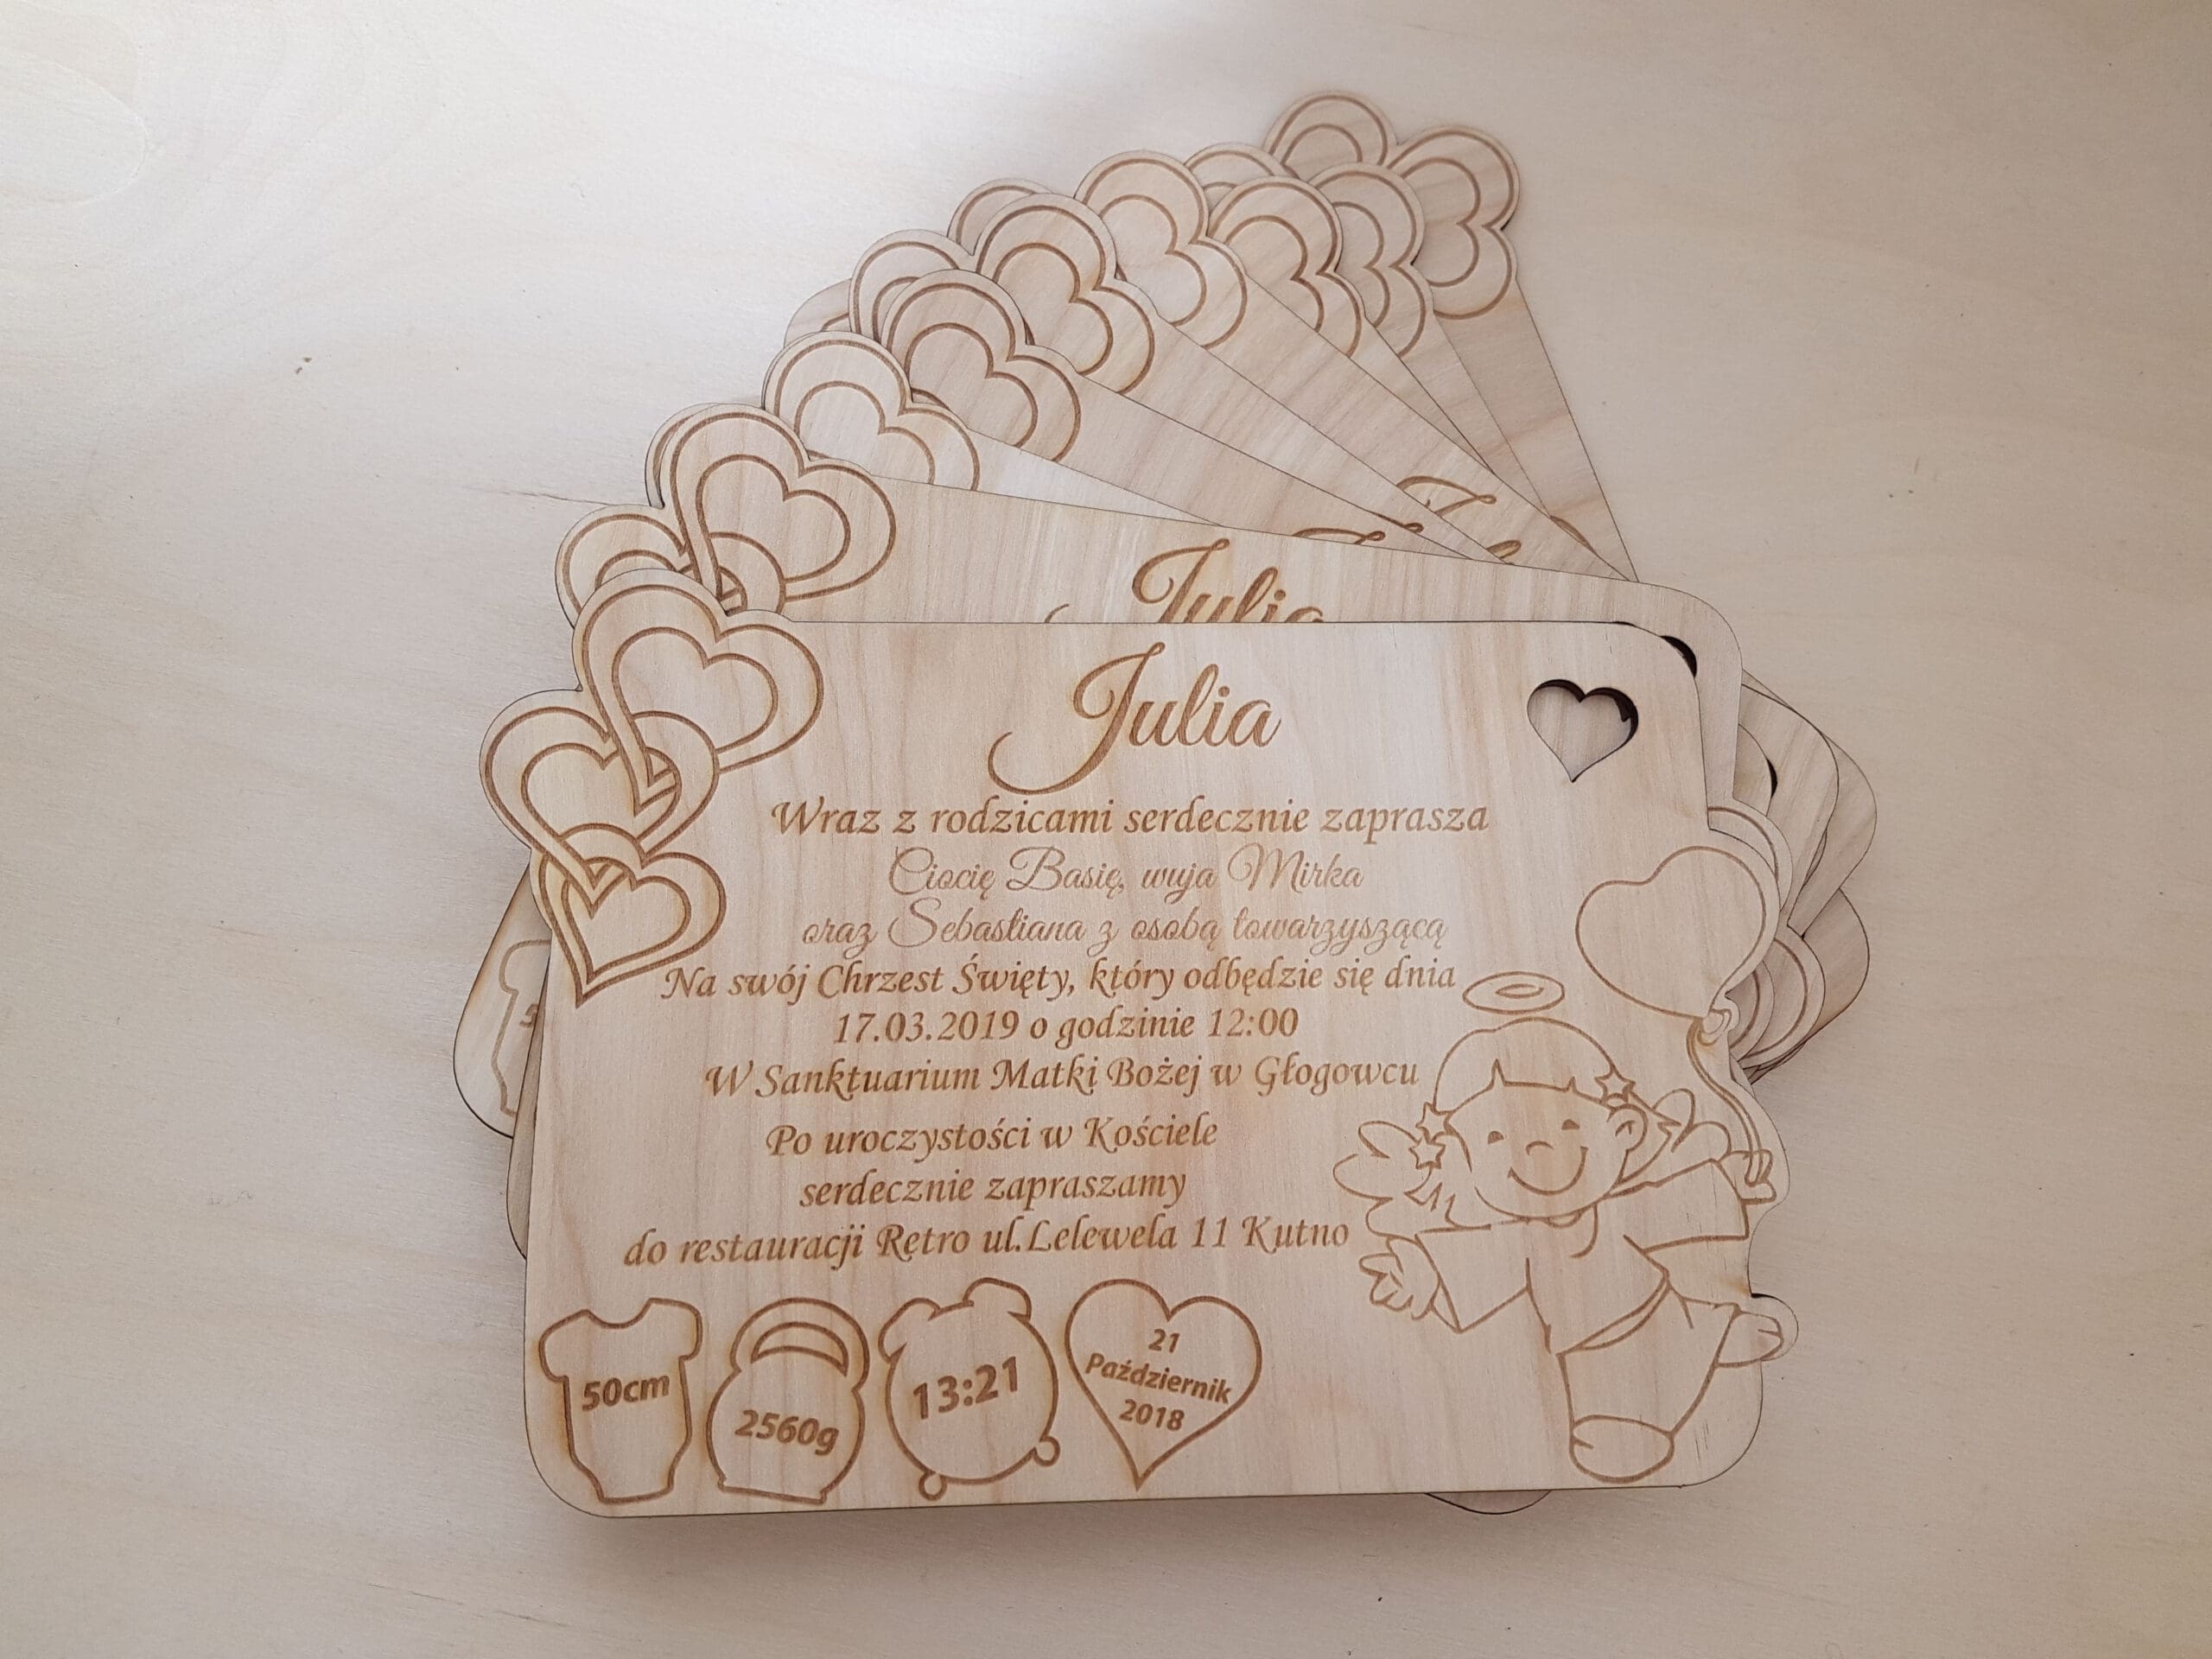 Julia
Julia
Wraz z rodzicami serdecznie zaprasza
Ciocię Basię, wuja Mirka
oraz Sebastiana z osobą towarzyszącą
Na swój Chrzest Święty, który odbędzie się dnia
17.03.2019 o godzinie 12:00
W Sanktuarium Matki Bożej w Głogowcu
Po uroczystości w Kościele
serdecznie zapraszamy
do restauracji Retro ul.Lelewela 11 Kutno
50cm
2560g
13:21
21
Październik
2018